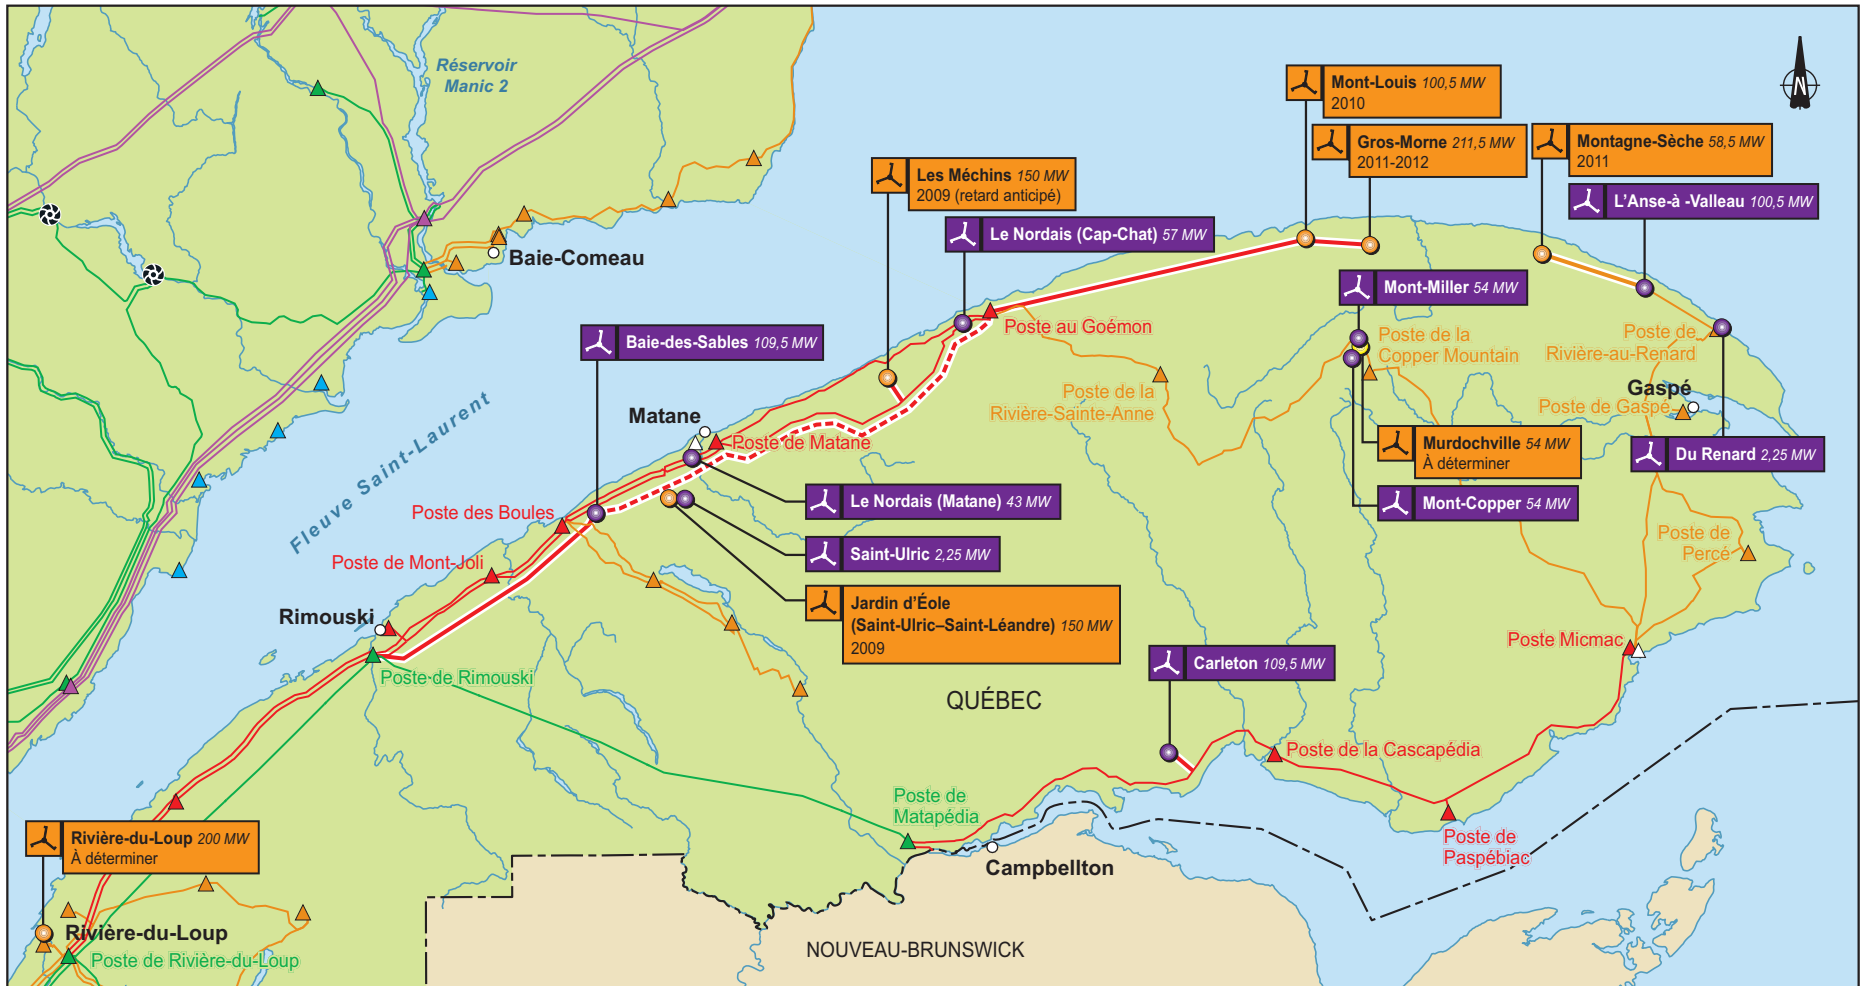 Réservoir
Manic 2
N
Mont-Louis 100,5 MW
2010
Gros-Morne 211,5 MW
2011-2012
Montagne-Sèche 58,5 MW
2011
Les Méchins 150 MW
2009 (retard anticipé)
L'Anse-à -Valleau 100,5 MW
Le Nordais (Cap-Chat) 57 MW
Baie-Comeau
Mont-Miller 54 MW
Poste au Goémon
Baie-des-Sables 109,5 MW
Poste de la
Copper Mountain
Poste de
Rivière-au-Renard
Poste de la
Rivière-Sainte-Anne
Gaspé
Poste de Gaspé
Fleuve Saint-Laurent
Matane
Poste de Matane
Murdochville 54 MW
À déterminer
Du Renard 2,25 MW
Le Nordais (Matane) 43 MW
Mont-Copper 54 MW
Poste des Boules
Poste de
Percé
Saint-Ulric 2,25 MW
Poste de Mont-Joli
Jardin d'Éole
(Saint-Ulric–Saint-Léandre) 150 MW
2009
Rimouski
Poste Micmac
Carleton 109,5 MW
Poste de Rimouski
QUÉBEC
Poste de la Cascapédia
Poste de
Matapédia
Rivière-du-Loup 200 MW
À déterminer
Poste de
Paspébiac
Campbellton
Rivière-du-Loup
Poste de Rivière-du-Loup
NOUVEAU-BRUNSWICK